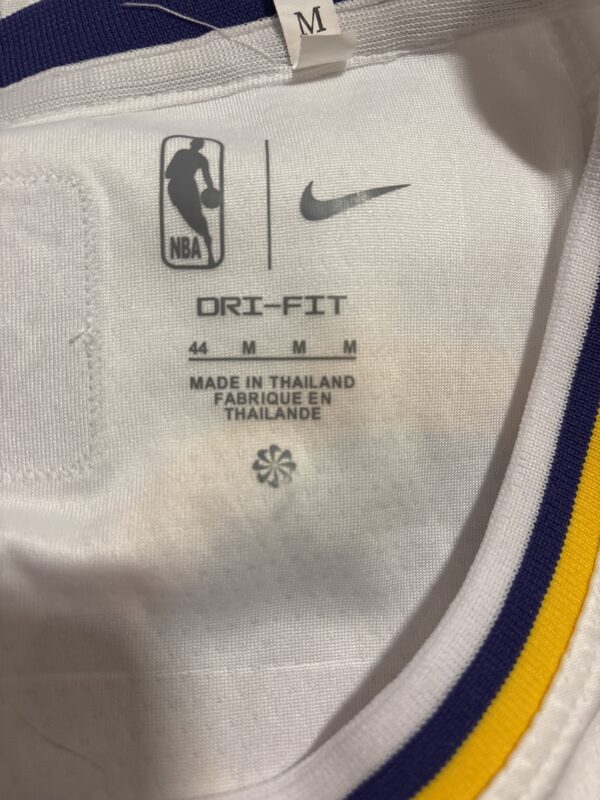 M
NBA
DRI-FIT
44 M M M
MADE IN THAILAND
FABRIQUE EN
THAILANDE